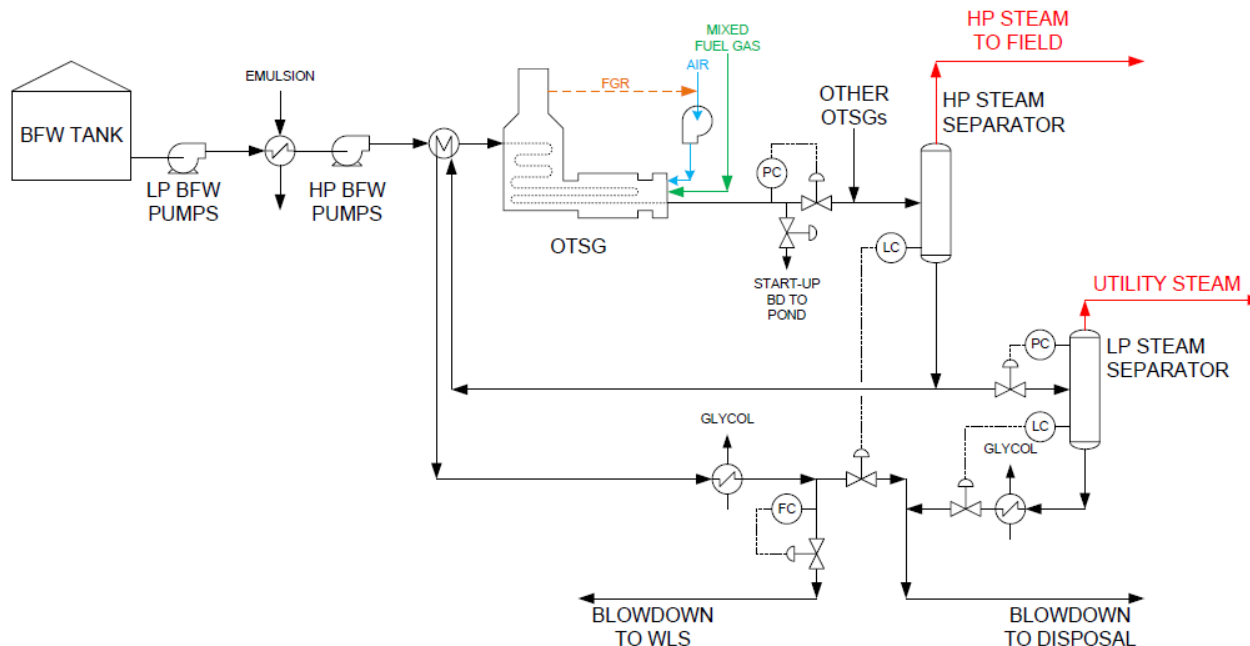 HP STEAM
TO FIELD
MIXED
FUEL GAS
AIR
EMULSION
FGR
OTHER
OTSGs
HP STEAM
SEPARATOR
BFW TANK
M
PC
LP BFW
PUMPS
HP BFW
PUMPS
OTSG
LC
START-UP
BD TO
POND
UTILITY STEAM
PC
LP STEAM
SEPARATOR
GLYCOL
LC
GLYCOL
FC
BLOWDOWN
TO WLS
BLOWDOWN
TO DISPOSAL